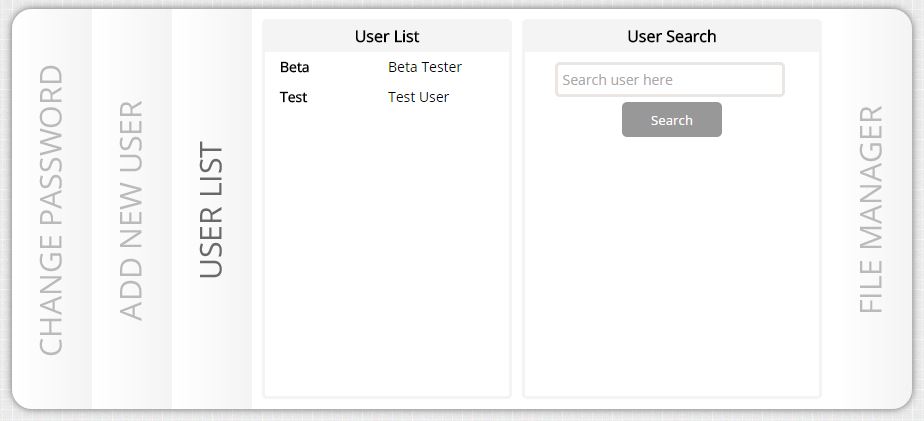 CHANGE PASSWORD
ADD NEW USER
USER LIST
User List
Beta Beta Tester
Test Test User
User Search
Search user here
Search
FILE MANAGER